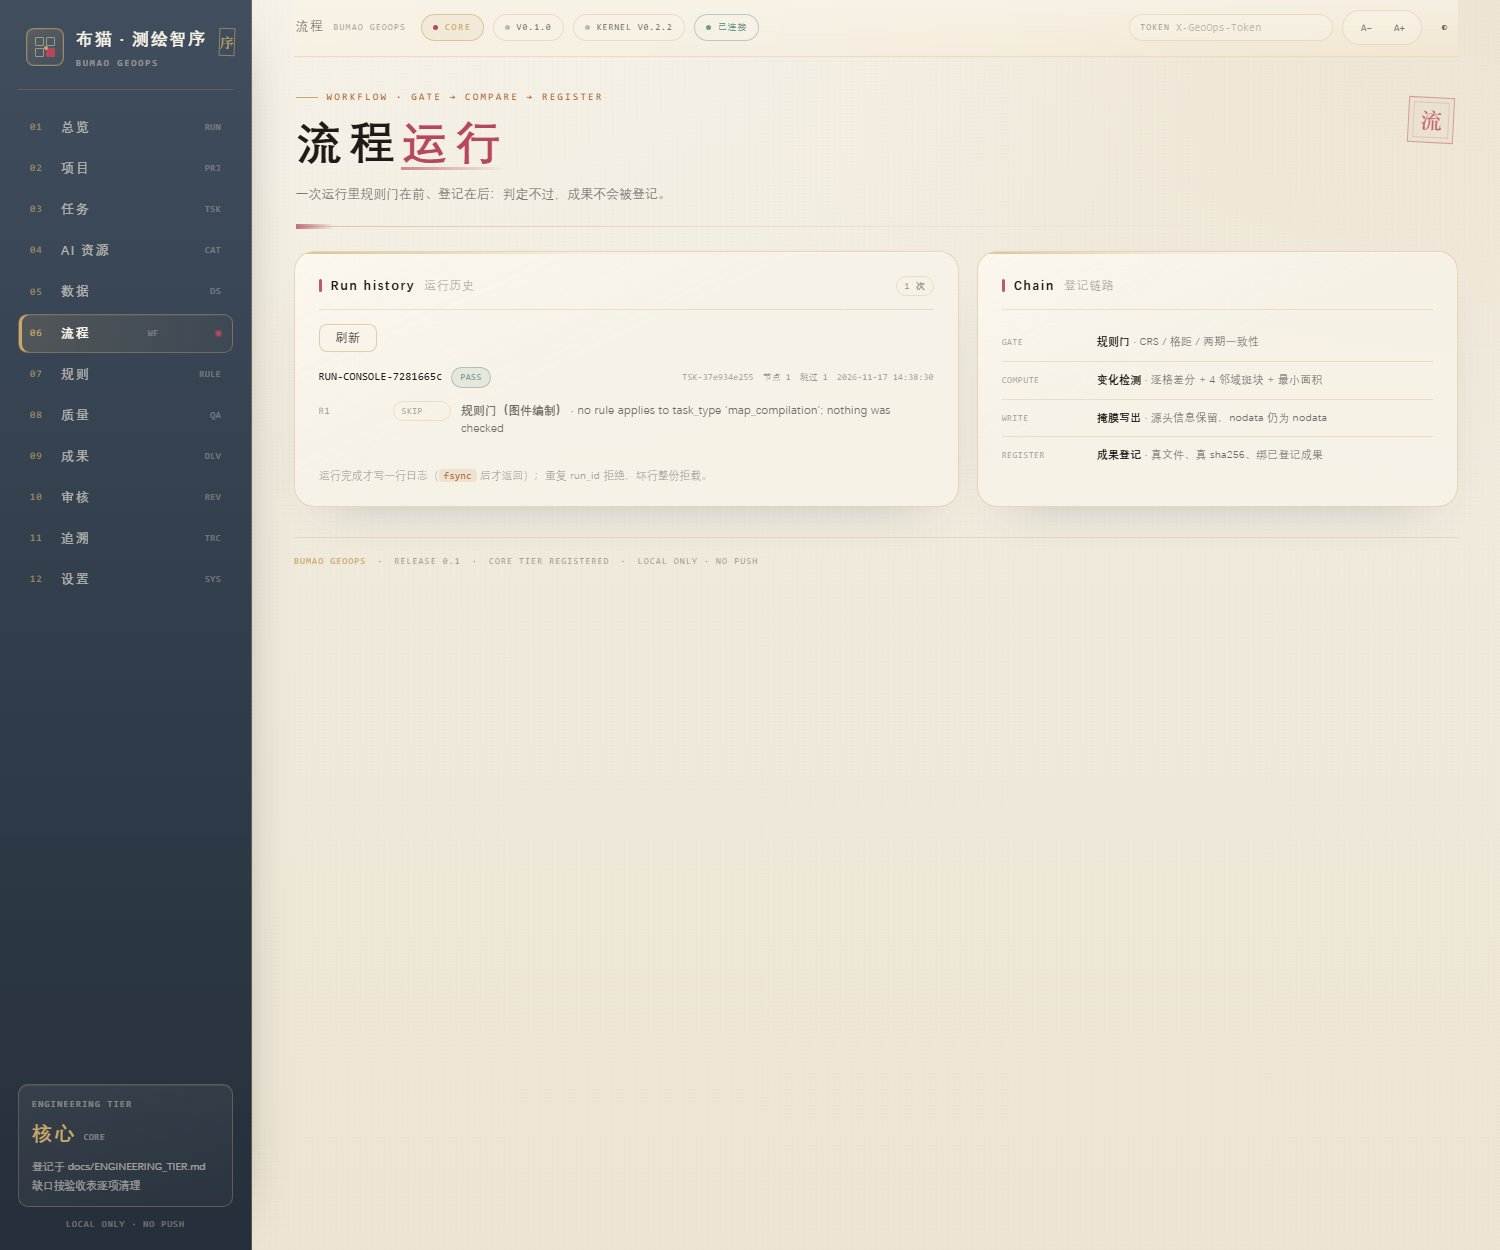 布猫 · 测绘智序
序
BUMAO GEOOPS
01 总览 RUN
02 项目 PRJ
03 任务 TSK
04 AI 资源 CAT
05 数据 DS
06 流程 WF
07 规则 RULE
08 质量 QA
09 成果 DLV
10 审核 REV
11 追溯 TRC
12 设置 SYS
ENGINEERING TIER
核心 CORE
登记于 docs/ENGINEERING_TIER.md
缺口按验收表逐项清理
LOCAL ONLY · NO PUSH
流程 BUMAO GEOOPS CORE V0.1.0 KERNEL V0.2.2 已连接 TOKEN X-GeoOps-Token A− A+
WORKFLOW · GATE → COMPARE → REGISTER
流程运行
流
一次运行里规则门在前、登记在后：判定不过，成果不会被登记。
Run history 运行历史 1 次
刷新
RUN-CONSOLE-7281665c PASS TSK-37e934e255 节点 1 跳过 1 2026-11-17 14:38:30
R1 SKIP 规则门（图件编制） · no rule applies to task_type 'map_compilation'; nothing was
checked
运行完成才写一行日志（fsync 后才返回）；重复 run_id 拒绝，坏行整份拒载。
Chain 登记链路
GATE 规则门 · CRS / 格距 / 两期一致性
COMPUTE 变化检测 · 逐格差分 + 4 邻域斑块 + 最小面积
WRITE 掩膜写出 · 源头信息保留，nodata 仍为 nodata
REGISTER 成果登记 · 真文件、真 sha256、绑已登记成果
BUMAO GEOOPS · RELEASE 0.1 · CORE TIER REGISTERED · LOCAL ONLY · NO PUSH